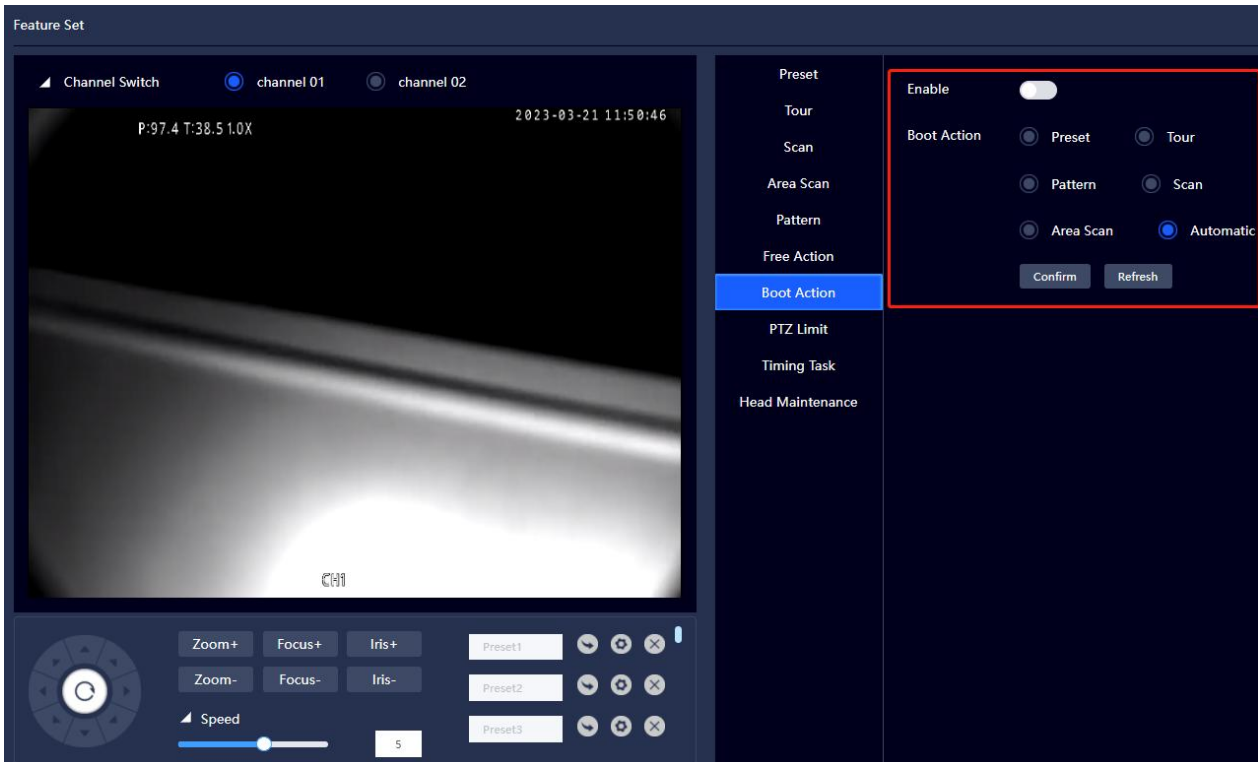 Feature Set
Channel Switch channel 01 channel 02
P:97.4 T:38.5 1.0X
2023-03-21 11:50:46
CH1
Zoom+ Focus+ Iris+
Zoom- Focus- Iris-
Speed
5
Preset1
Preset2
Preset3
Preset
Tour
Scan
Area Scan
Pattern
Free Action
Boot Action
PTZ Limit
Timing Task
Head Maintenance
Enable
Boot Action Preset Tour
Pattern Scan
Area Scan Automatic
Confirm Refresh